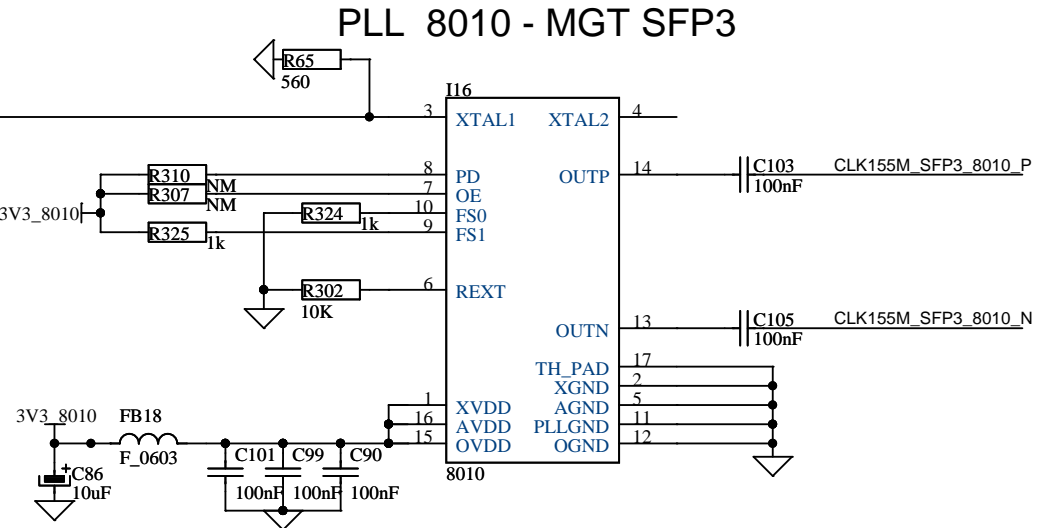 PLL 8010 - MGT SFP3
R65
560
I16
3 XTAL1 XTAL2 4
R310 NM 8 PD OUTP 14 C103 100nF CLK155M_SFP3_8010_P
R307 NM 7 OE
3V3_8010 R324 1k 10 FS0
R325 1k 9 FS1
R302 10K 6 REXT
OUTN 13 C105 100nF CLK155M_SFP3_8010_N
TH_PAD 17
XGND 2
1 XVDD AGND 5
3V3_8010 FB18 16 AVDD PLLGND 11
F_0603 15 OVDD OGND 12
C86 10uF C101 100nF C99 100nF C90 100nF 8010